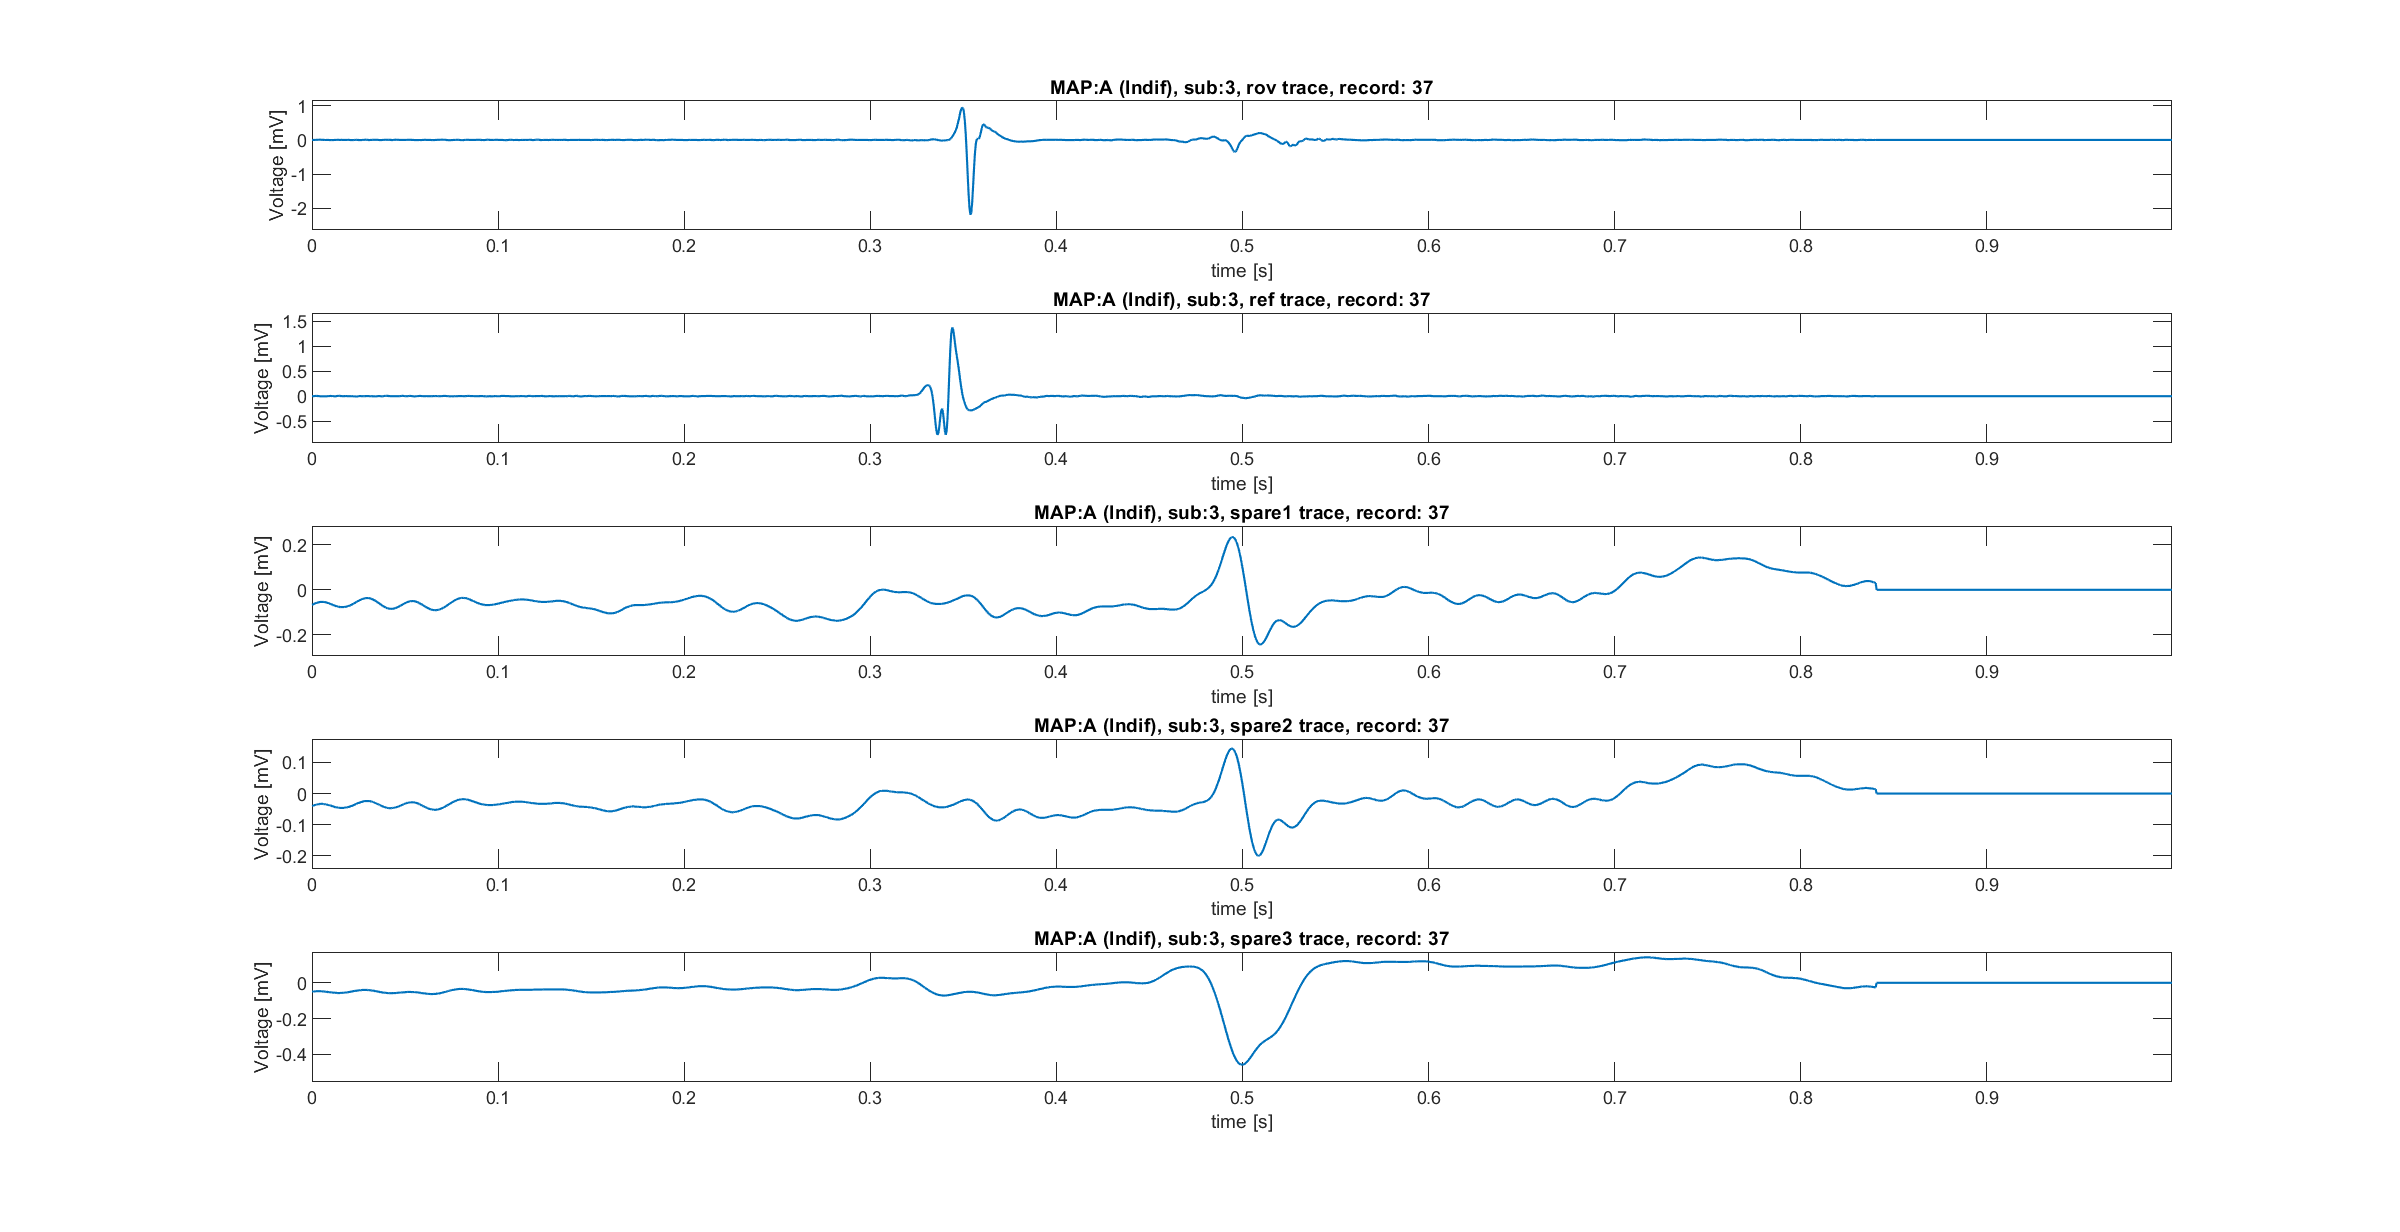 MAP:A (Indif), sub:3, rov trace, record: 37
Voltage [mV]
1
0
-1
-2
0 0.1 0.2 0.3 0.4 0.5 0.6 0.7 0.8 0.9
time [s]
MAP:A (Indif), sub:3, ref trace, record: 37
Voltage [mV]
1.5
1
0.5
0
-0.5
0 0.1 0.2 0.3 0.4 0.5 0.6 0.7 0.8 0.9
time [s]
MAP:A (Indif), sub:3, spare1 trace, record: 37
Voltage [mV]
0.2
0
-0.2
0 0.1 0.2 0.3 0.4 0.5 0.6 0.7 0.8 0.9
time [s]
MAP:A (Indif), sub:3, spare2 trace, record: 37
Voltage [mV]
0.1
0
-0.1
-0.2
0 0.1 0.2 0.3 0.4 0.5 0.6 0.7 0.8 0.9
time [s]
MAP:A (Indif), sub:3, spare3 trace, record: 37
Voltage [mV]
0
-0.2
-0.4
0 0.1 0.2 0.3 0.4 0.5 0.6 0.7 0.8 0.9
time [s]